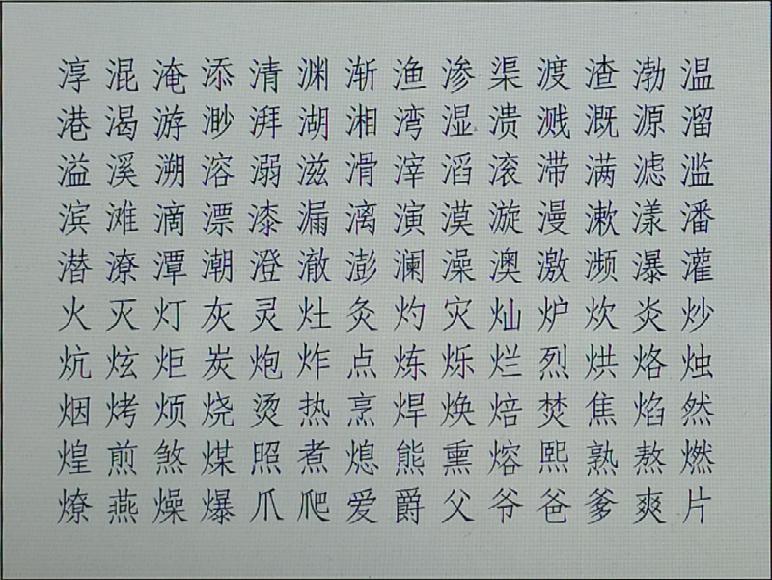 淳混淹添清渊渐渔渗渠渡渣渤温
港渴游渺湃湖湘湾湿溃溅溉源溜
溢溪溯溶溺滋滑滓滔滚滞满滤滥
滨滩滴漂漆漏漓演漠漩漫漱漾潘
潜潦潭潮澄澈澎澜澡澳激濒瀑灌
火灭灯灰灵灶灸灼灾灿炉炊炎炒
炕炫炬炭炮炸点炼烁烂烈烘烙烛
烟烤烦烧烫热烹焊焕焙焚焦焰然
煌煎煞煤照煮熄熊熏熔熙熟熬燃
燎燕燥爆爪爬爱爵父爷爸爹爽片